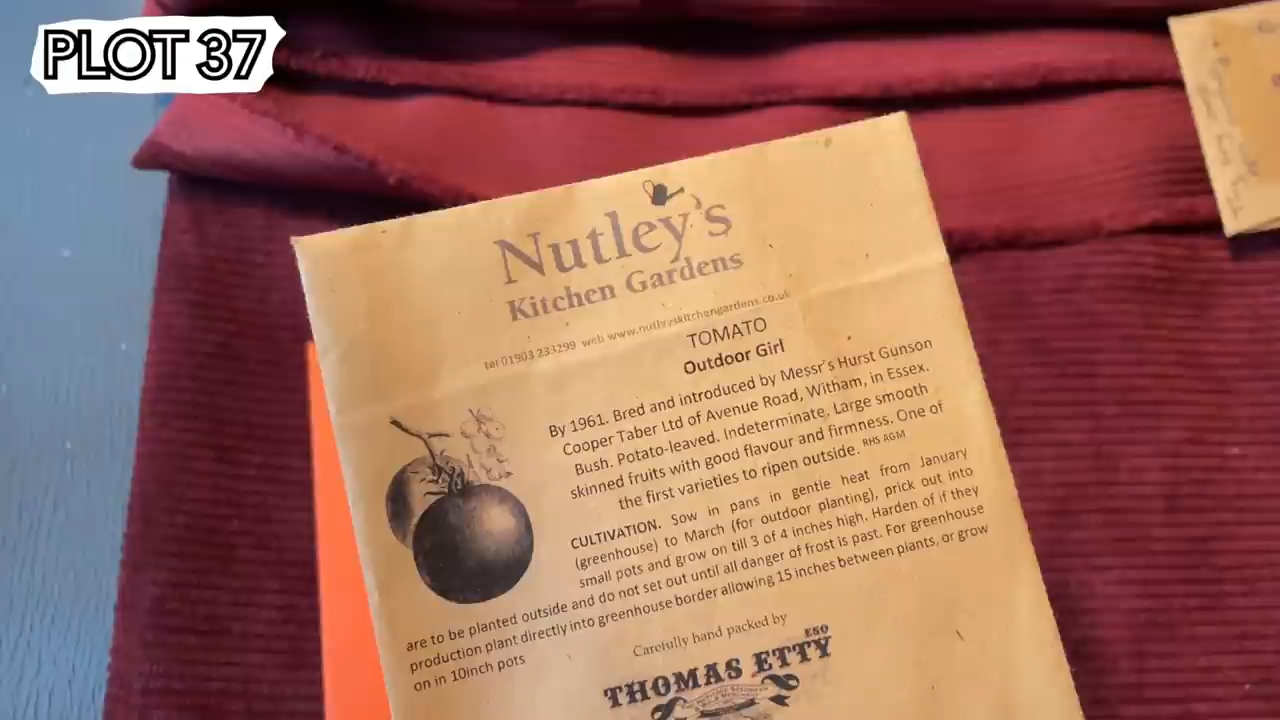 PLOT 37
Nutley's
Kitchen Gardens
tel 01903 233299 web www.nutleyskitchengardens.co.uk
TOMATO
Outdoor Girl
By 1961. Bred and introduced by Messr's Hurst Gunson
Cooper Taber Ltd of Avenue Road, Witham, in Essex.
Bush. Potato-leaved. Indeterminate. Large smooth
skinned fruits with good flavour and firmness. One of
the first varieties to ripen outside. RHS AGM
CULTIVATION. Sow in pans in gentle heat from January
(greenhouse) to March (for outdoor planting), prick out into
small pots and grow on till 3 of 4 inches high. Harden of if they
are to be planted outside and do not set out until all danger of frost is past. For greenhouse
production plant directly into greenhouse border allowing 15 inches between plants, or grow
on in 10inch pots
Carefully hand packed by
THOMAS ETTY ESQ